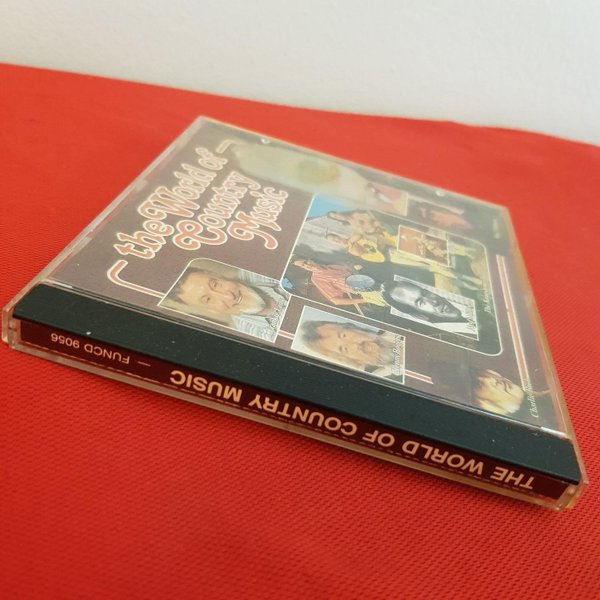 the World of
Country
Music
THE WORLD OF COUNTRY MUSIC — FUNCD 9056